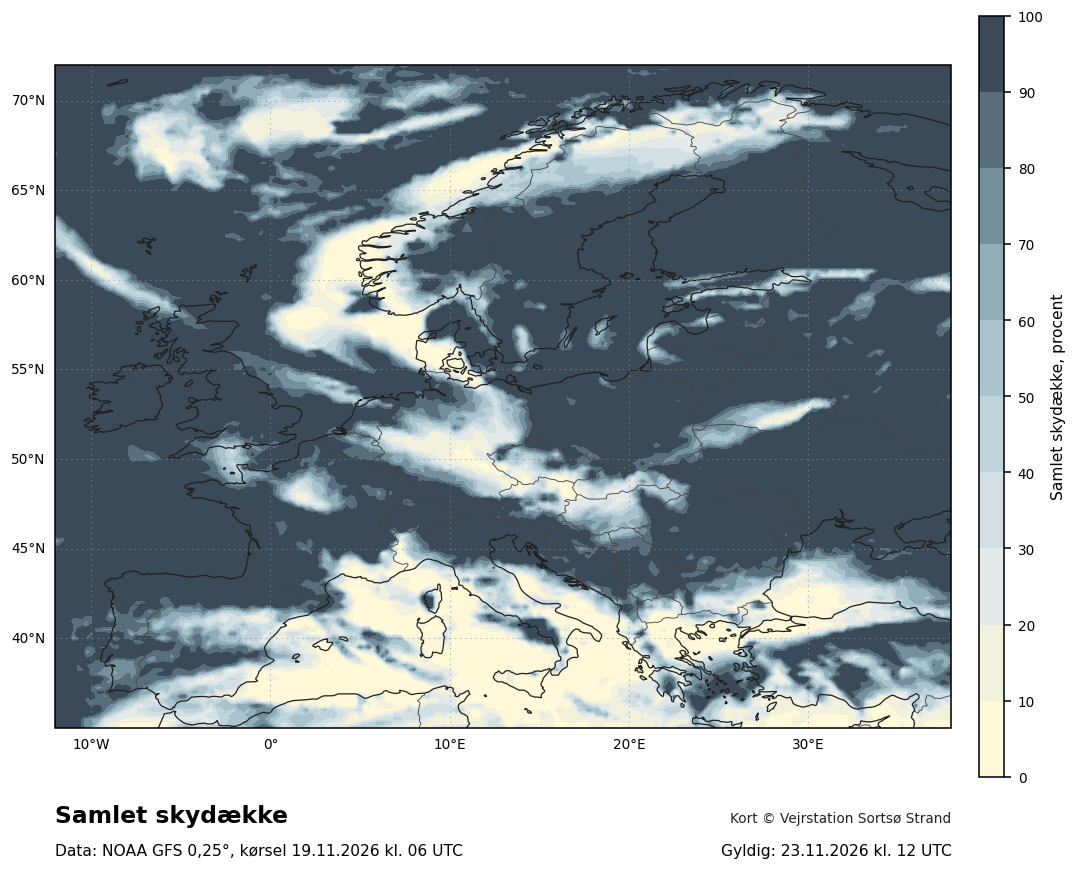 70°N
65°N
60°N
55°N
50°N
45°N
40°N
10°W
0°
10°E
20°E
30°E
100
90
80
70
60
50
40
30
20
10
0
Samlet skydække, procent
Samlet skydække
Kort © Vejrstation Sortsø Strand
Data: NOAA GFS 0,25°, kørsel 19.11.2026 kl. 06 UTC
Gyldig: 23.11.2026 kl. 12 UTC